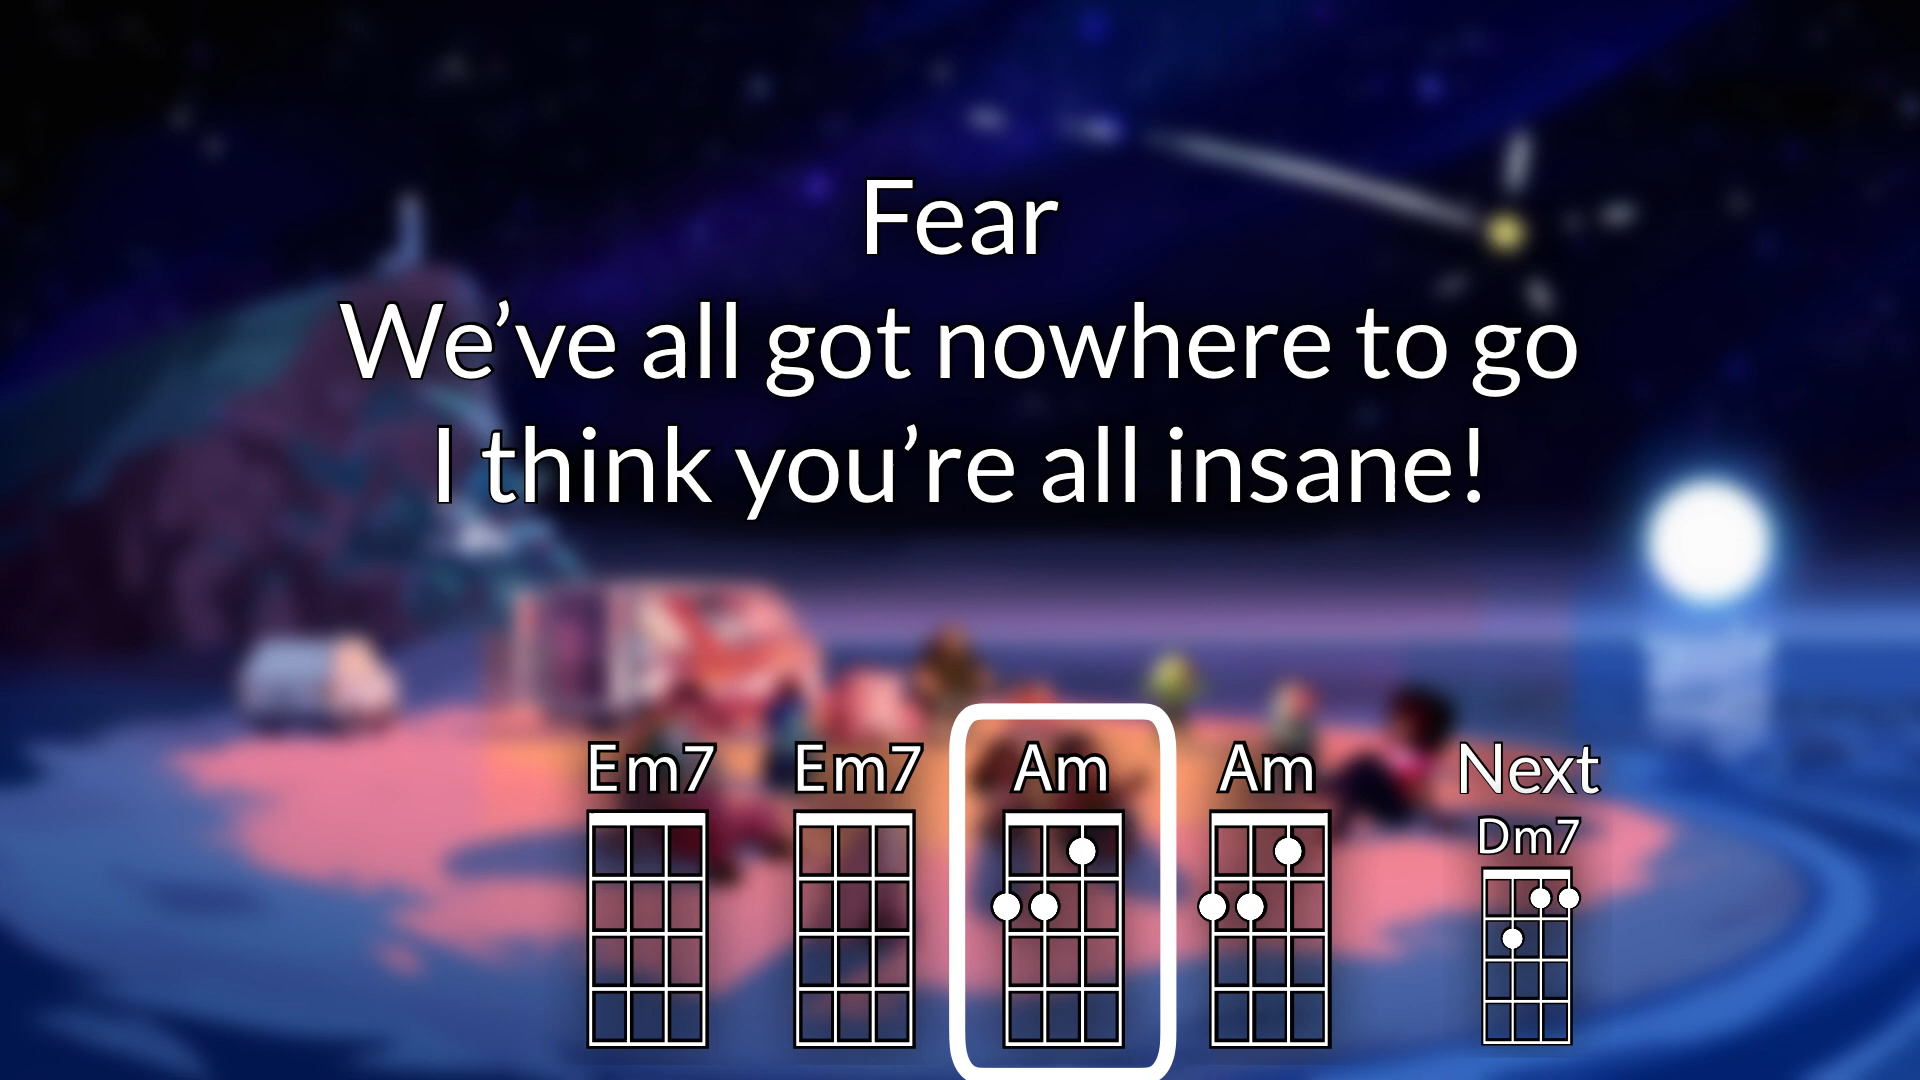 Fear
We’ve all got nowhere to go
I think you’re all insane!
Em7 Em7 Am Am Next
Dm7